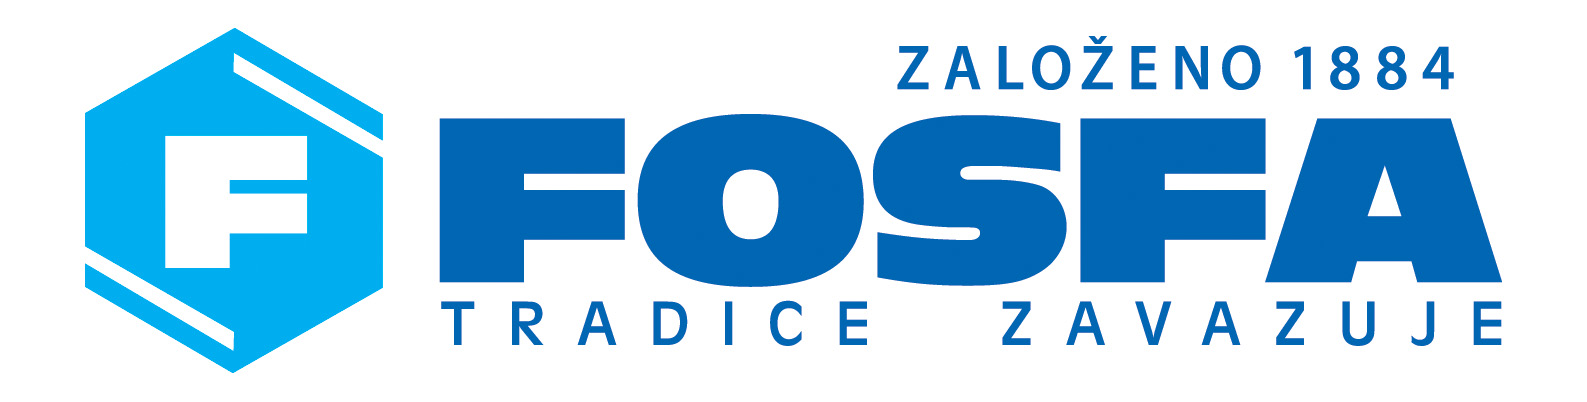 F
ZALOŽENO 1884
FOSFA
TRADICE ZAVAZUJE